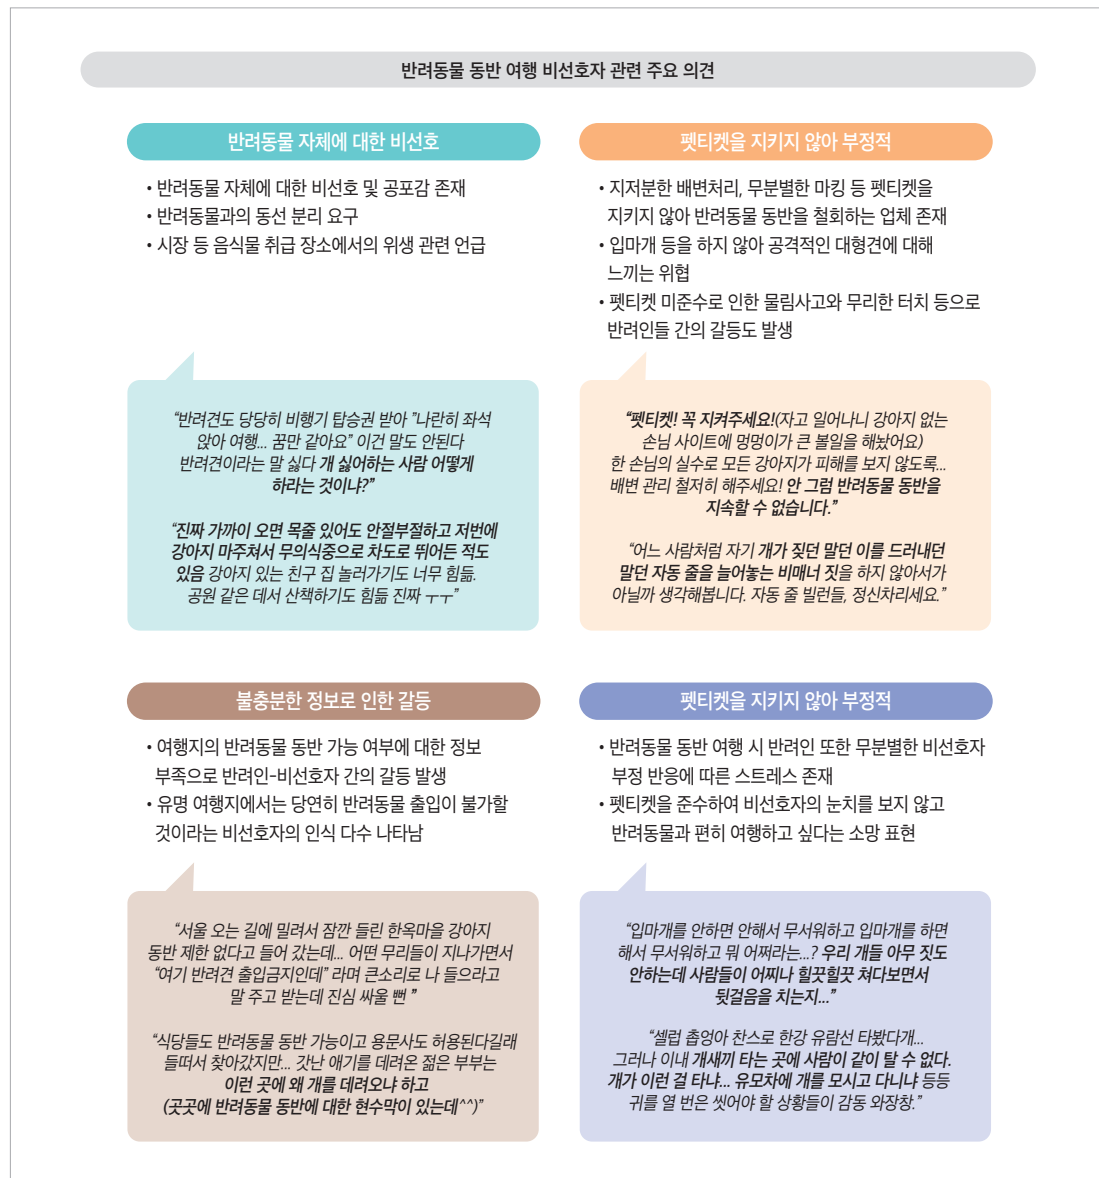 반려동물 동반 여행 비선호자 관련 주요 의견
반려동물 자체에 대한 비선호
• 반려동물 자체에 대한 비선호 및 공포감 존재
• 반려동물과의 동선 분리 요구
• 시장 등 음식물 취급 장소에서의 위생 관련 언급
“반려견도 당당히 비행기 탑승권 받아 ”나란히 좌석
앉아 여행... 꿈만 같아요” 이건 말도 안된다
반려견이라는 말 싫다 개 싫어하는 사람 어떻게
하라는 것이냐?”
“진짜 가까이 오면 목줄 있어도 안절부절하고 저번에
강아지 마주쳐서 무의식중으로 차도로 뛰어든 적도
있음 강아지 있는 친구 집 놀러가기도 너무 힘듦.
공원 같은 데서 산책하기도 힘듦 진짜 ㅜㅜ”
펫티켓을 지키지 않아 부정적
• 지저분한 배변처리, 무분별한 마킹 등 펫티켓을
지키지 않아 반려동물 동반을 철회하는 업체 존재
• 입마개 등을 하지 않아 공격적인 대형견에 대해
느끼는 위협
• 펫티켓 미준수로 인한 물림사고와 무리한 터치 등으로
반려인들 간의 갈등도 발생
“펫티켓! 꼭 지켜주세요!(자고 일어나니 강아지 없는
손님 사이트에 멍멍이가 큰 볼일을 해놨어요)
한 손님의 실수로 모든 강아지가 피해를 보지 않도록...
배변 관리 철저히 해주세요! 안 그럼 반려동물 동반을
지속할 수 없습니다.”
“어느 사람처럼 자기 개가 짖던 말던 이를 드러내던
말던 자동 줄을 늘어놓는 비매너 짓을 하지 않아서가
아닐까 생각해봅니다. 자동 줄 빌런들, 정신차리세요.”
불충분한 정보로 인한 갈등
• 여행지의 반려동물 동반 가능 여부에 대한 정보
부족으로 반려인-비선호자 간의 갈등 발생
• 유명 여행지에서는 당연히 반려동물 출입이 불가할
것이라는 비선호자의 인식 다수 나타남
“서울 오는 길에 밀려서 잠깐 들린 한옥마을 강아지
동반 제한 없다고 들어 갔는데... 어떤 무리들이 지나가면서
“여기 반려견 출입금지인데” 라며 큰소리로 나 들으라고
말 주고 받는데 진심 싸울 뻔 ”
“식당들도 반려동물 동반 가능이고 용문사도 허용된다길래
들떠서 찾아갔지만... 갓난 애기를 데려온 젊은 부부는
이런 곳에 왜 개를 데려오냐 하고
(곳곳에 반려동물 동반에 대한 현수막이 있는데^^)”
펫티켓을 지키지 않아 부정적
• 반려동물 동반 여행 시 반려인 또한 무분별한 비선호자
부정 반응에 따른 스트레스 존재
• 펫티켓을 준수하여 비선호자의 눈치를 보지 않고
반려동물과 편히 여행하고 싶다는 소망 표현
“입마개를 안하면 안해서 무서워하고 입마개를 하면
해서 무서워하고 뭐 어쩌라는...? 우리 개들 아무 짓도
안하는데 사람들이 어찌나 힐끗힐끗 쳐다보면서
뒷걸음을 치는지...”
“셀럽 촙엉아 찬스로 한강 유람선 타봤다개...
그러나 이내 개새끼 타는 곳에 사람이 같이 탈 수 없다.
개가 이런 걸 타냐... 유모차에 개를 모시고 다니냐 등등
귀를 열 번은 씻어야 할 상황들이 감동 와장창.”